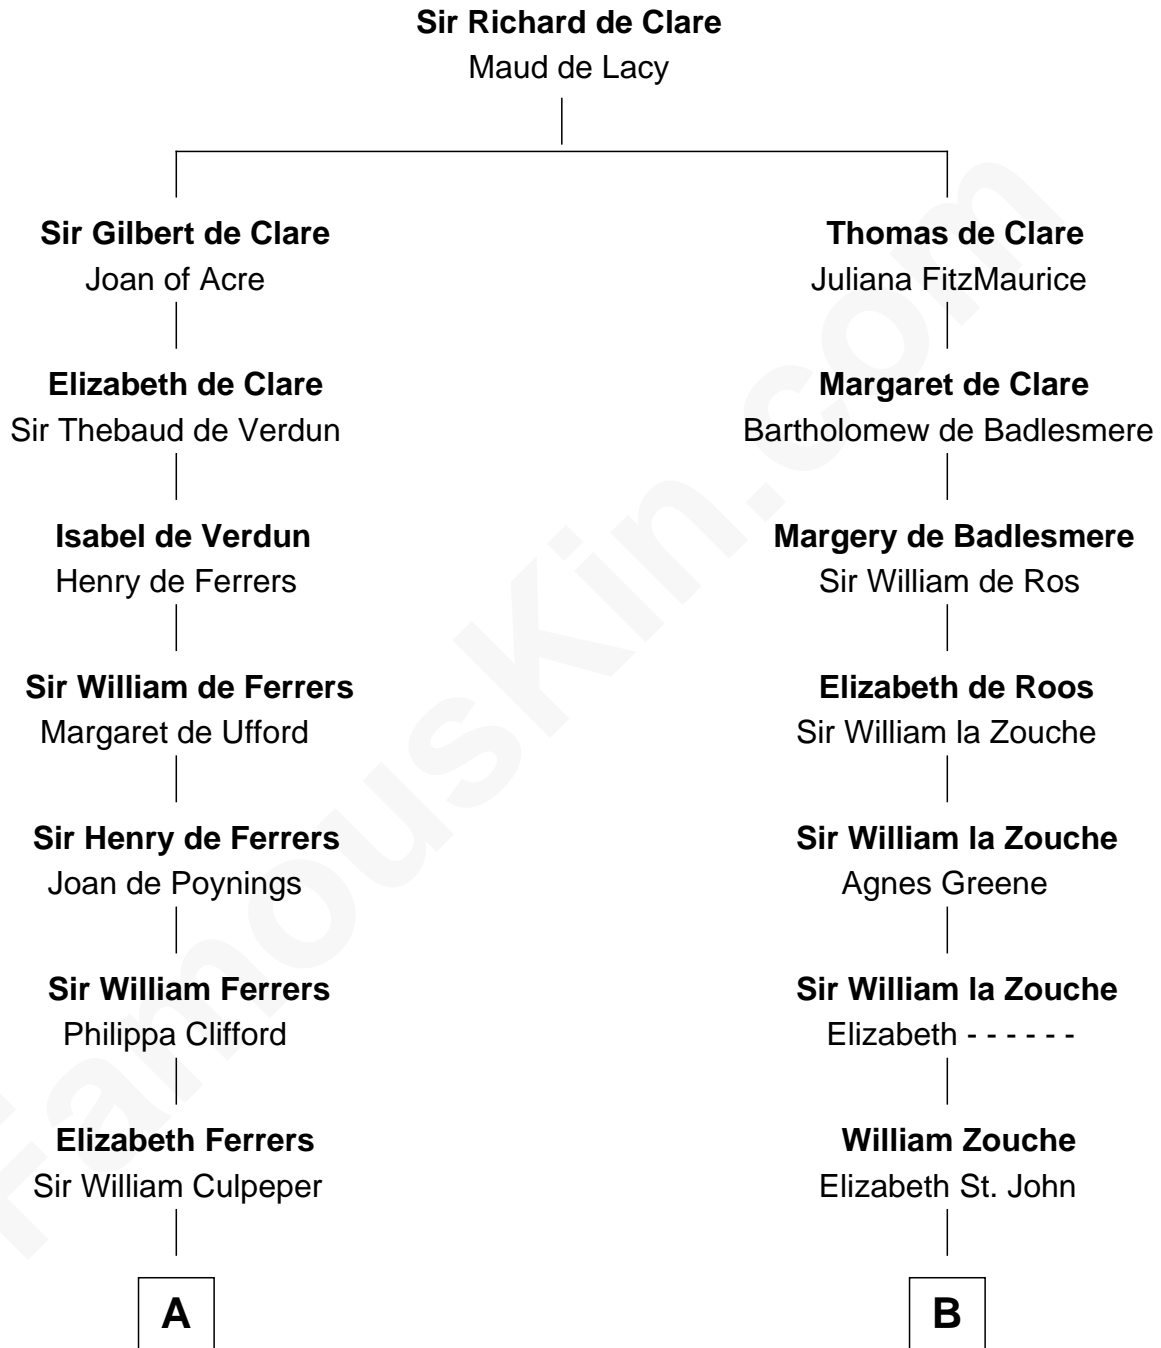 Sir Richard de Clare
Maud de Lacy
Sir Gilbert de Clare
Joan of Acre
Thomas de Clare
Juliana FitzMaurice
Elizabeth de Clare
Sir Thebaud de Verdun
Margaret de Clare
Bartholomew de Badlesmere
Isabel de Verdun
Henry de Ferrers
Margery de Badlesmere
Sir William de Ros
Sir William de Ferrers
Margaret de Ufford
Elizabeth de Roos
Sir William la Zouche
Sir Henry de Ferrers
Joan de Poynings
Sir William la Zouche
Agnes Greene
Sir William Ferrers
Philippa Clifford
Sir William la Zouche
Elizabeth - - - - - -
Elizabeth Ferrers
Sir William Culpeper
William Zouche
Elizabeth St. John
A
B
FamousKin.com